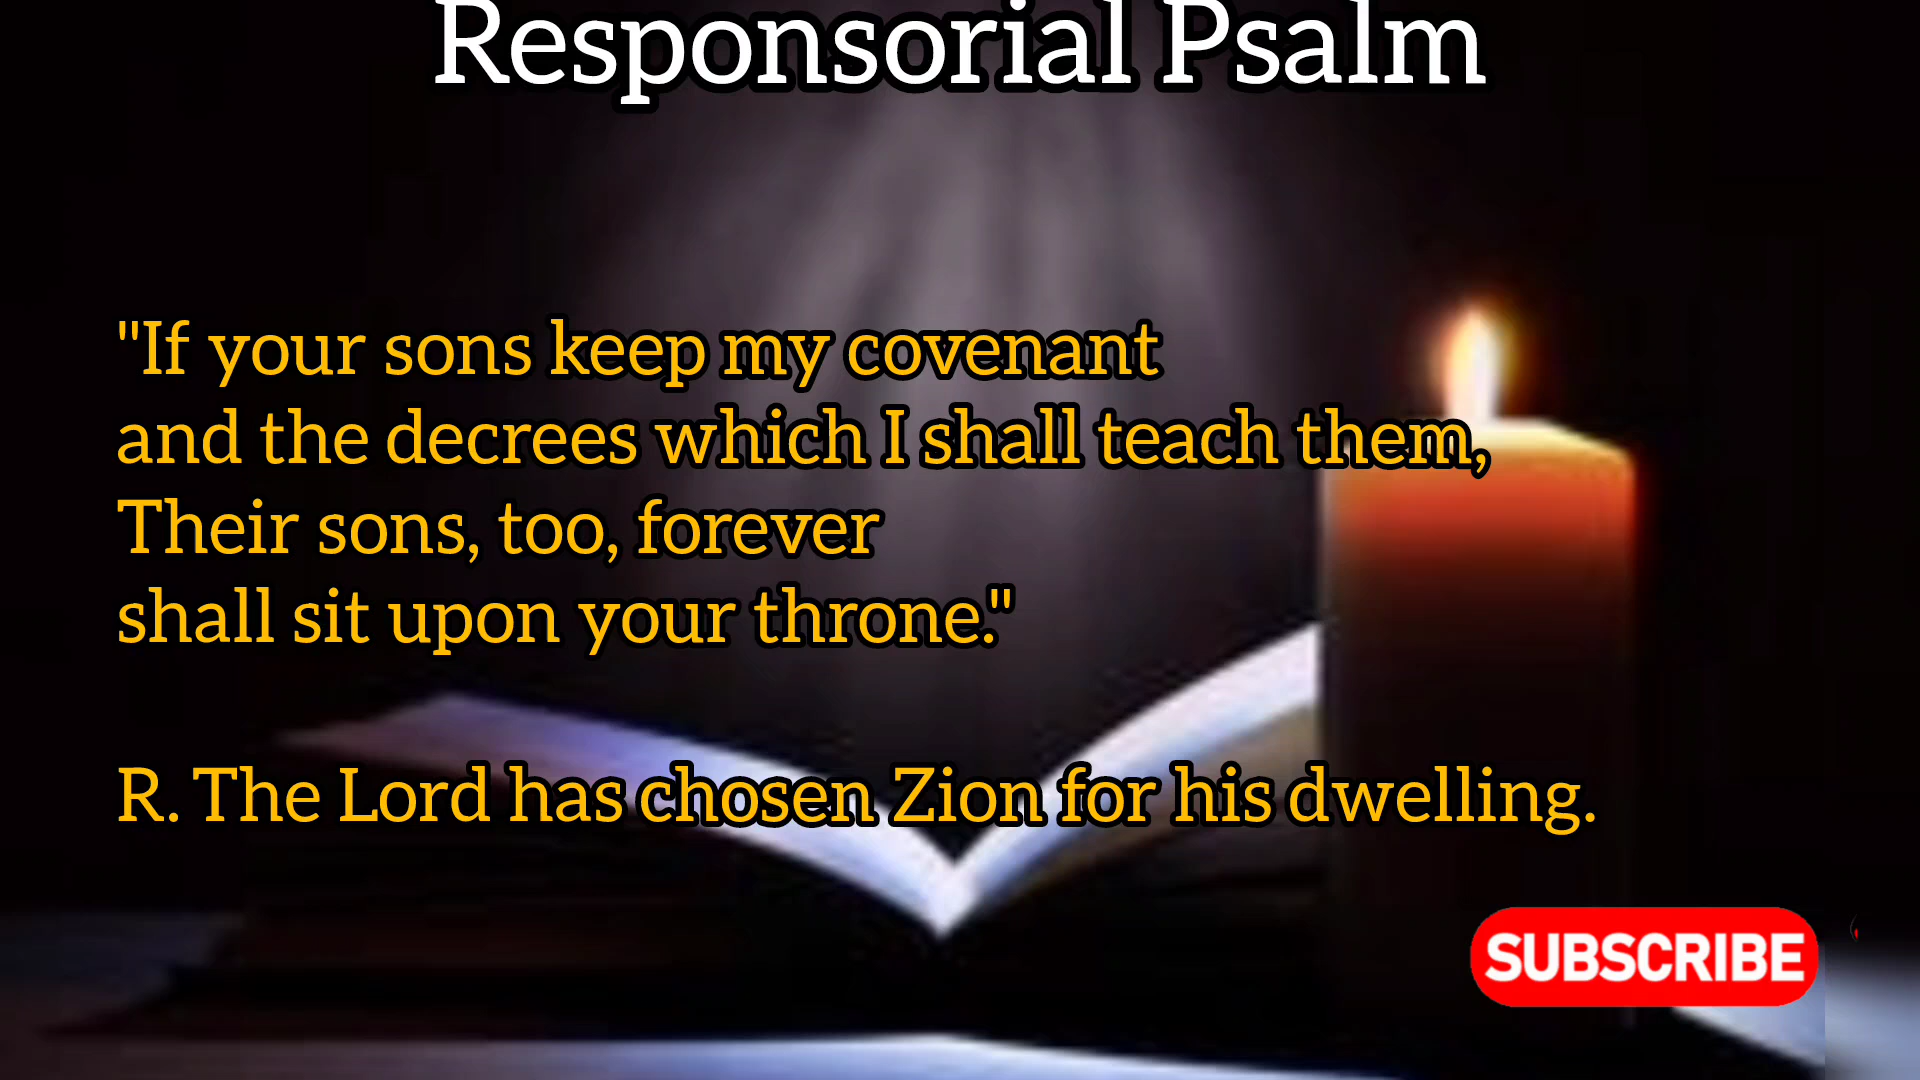 Responsorial Psalm
"If your sons keep my covenant
and the decrees which I shall teach them,
Their sons, too, forever
shall sit upon your throne."
R. The Lord has chosen Zion for his dwelling.
SUBSCRIBE